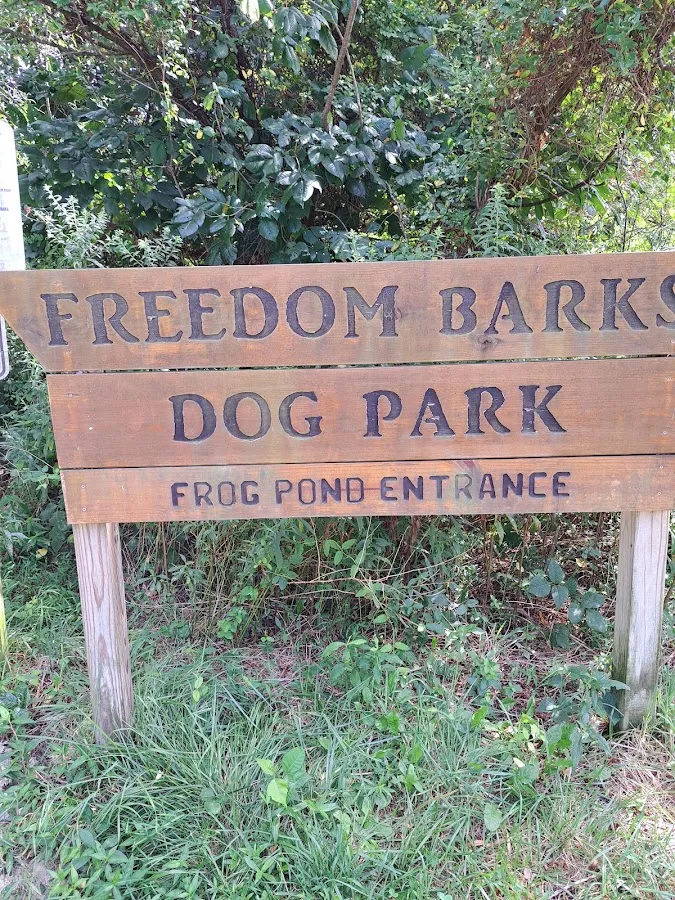 FREEDOM BARKS
DOG PARK
FROG POND ENTRANCE